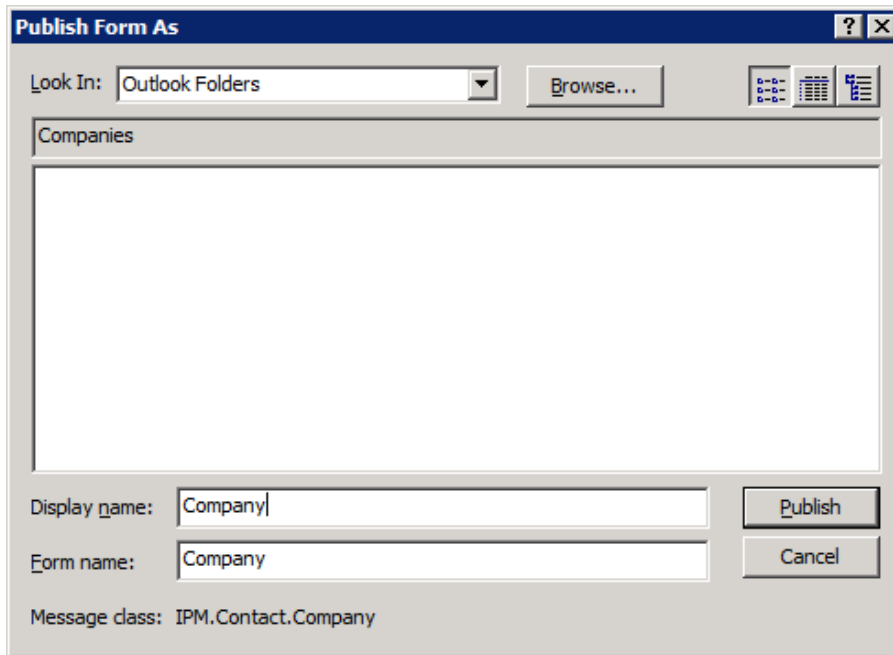 Publish Form As
Look In: Outlook Folders Browse...
Companies
Display name: Company Publish
Form name: Company Cancel
Message class: IPM.Contact.Company